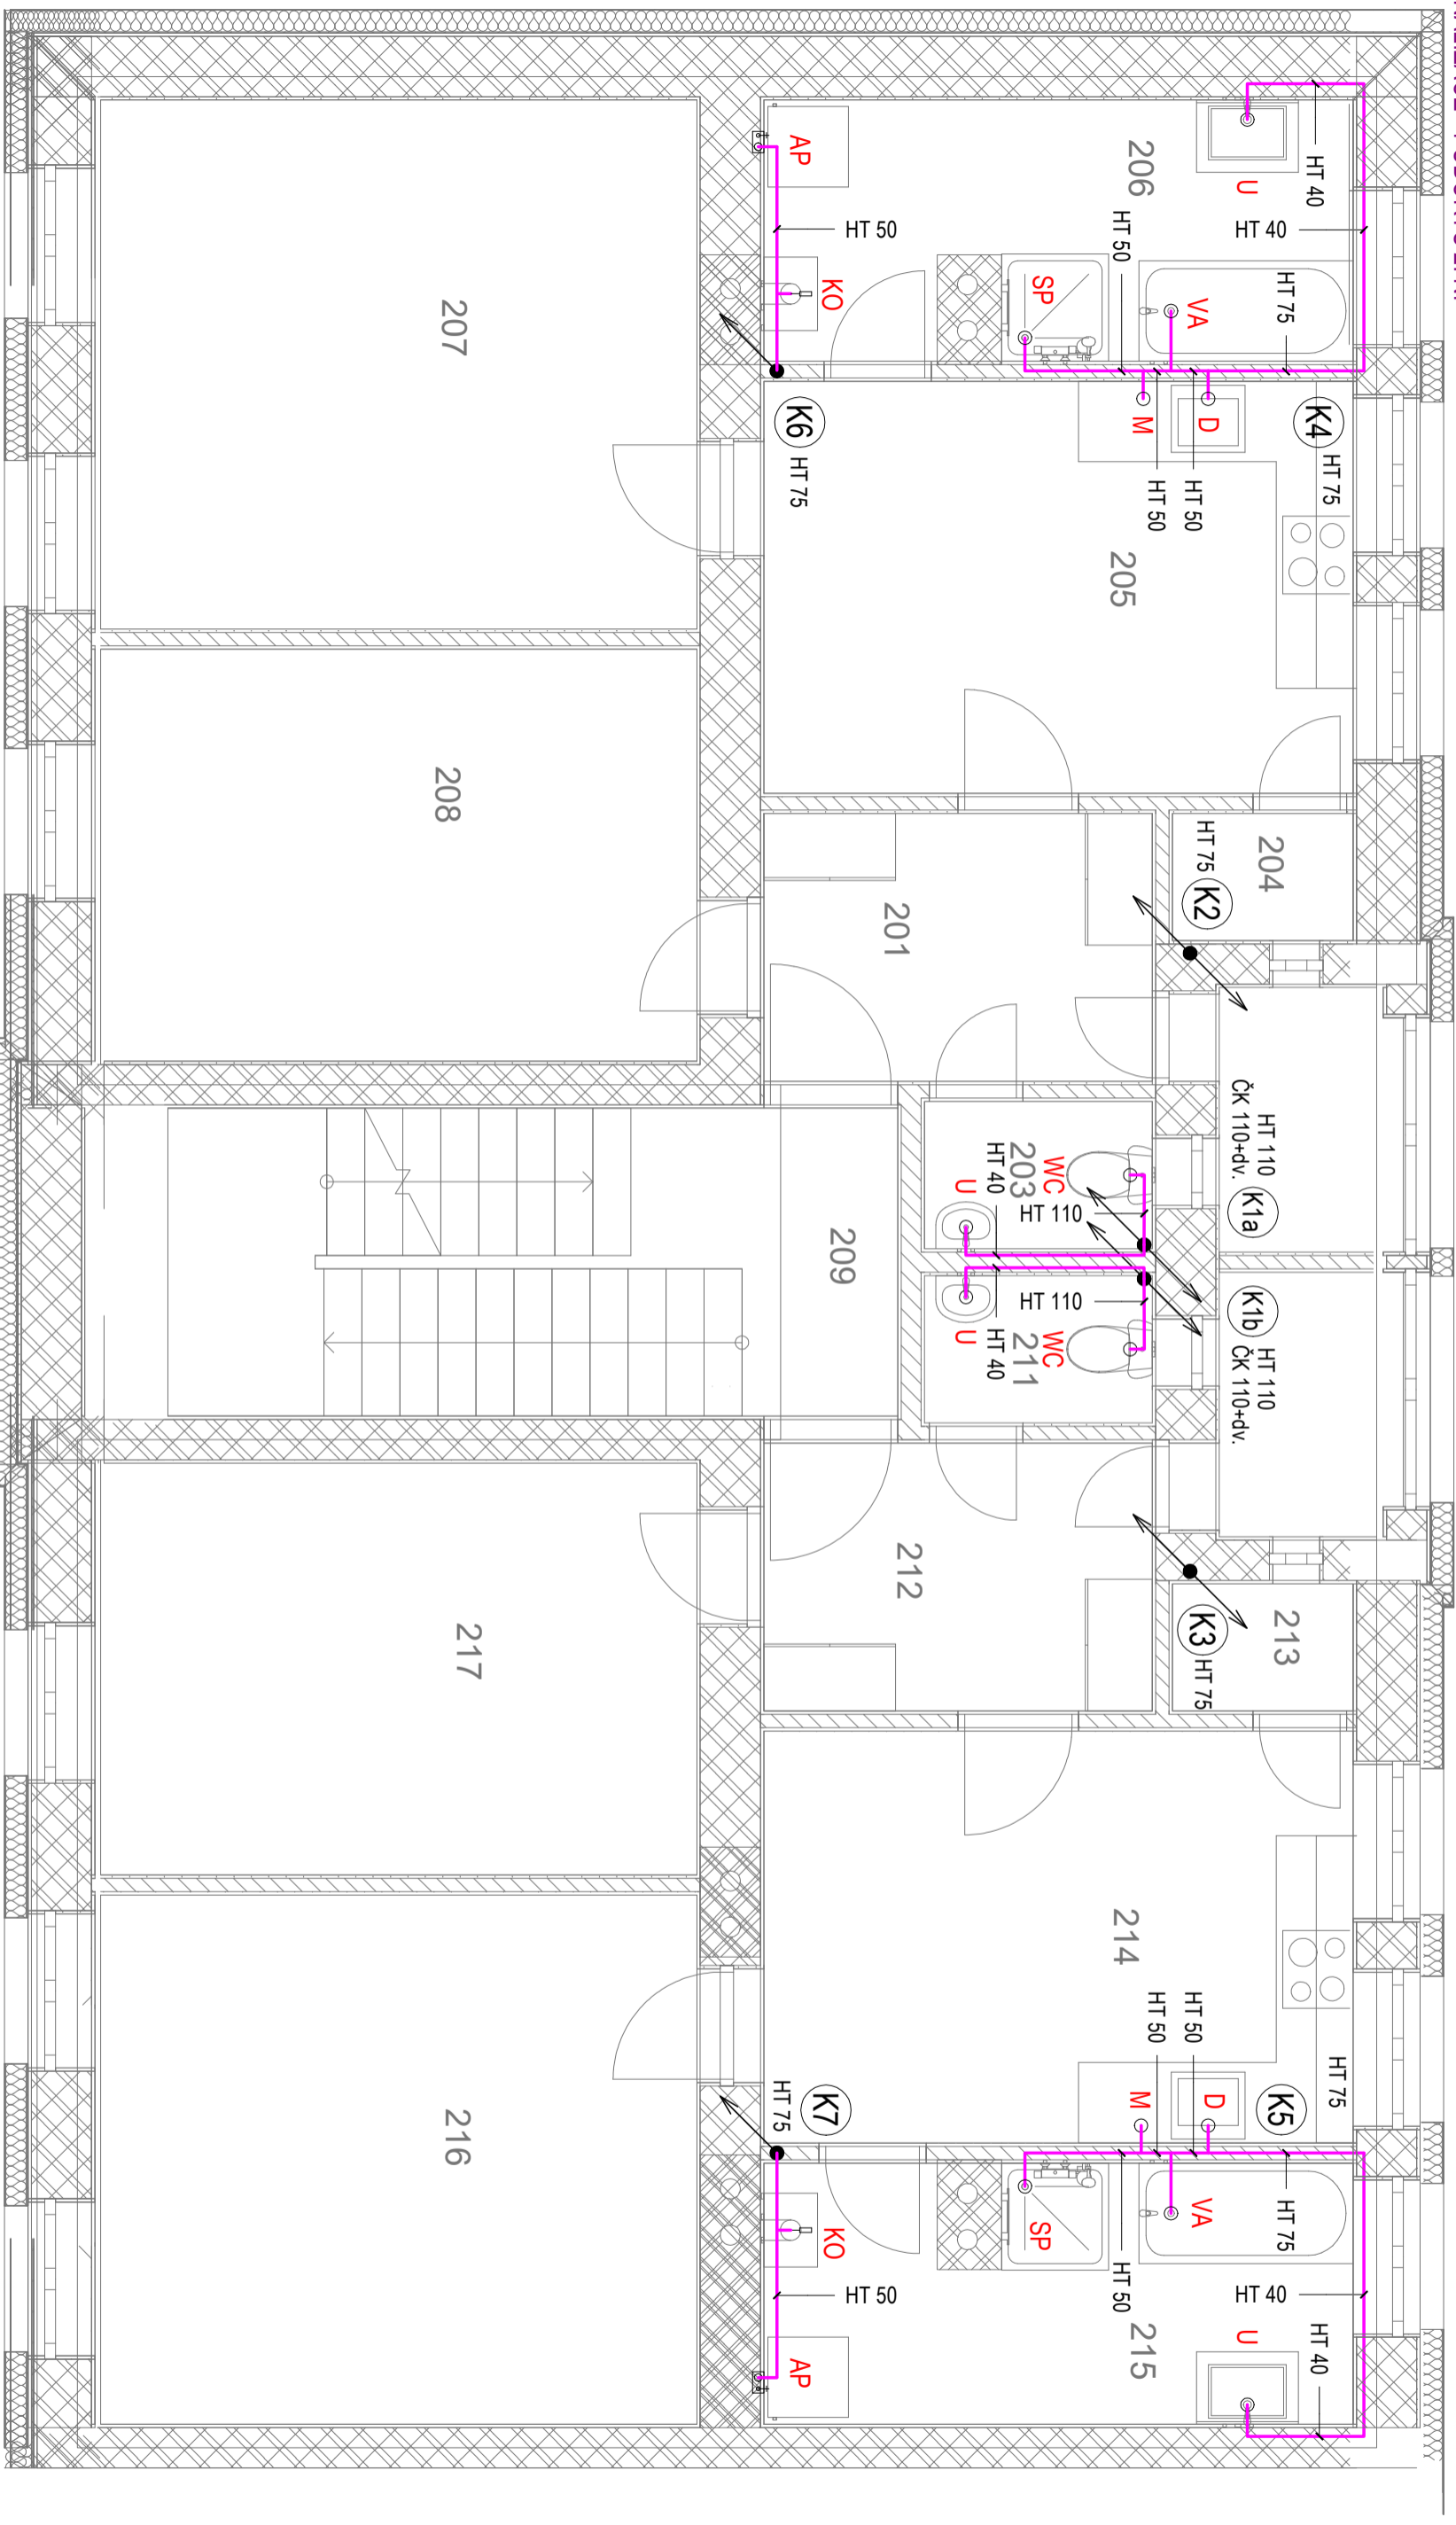 U
HT 40
HT 40
206
AP
HT 50
HT 50
SP
VA
HT 75
KO
K6
HT 75
M
D
K4
HT 75
HT 50
HT 50
207
205
208
201
204
K2
HT 75
HT 110
ČK 110+dv.
K1a
203
WC
HT 40
U
HT 110
209
HT 110
U
HT 40
211
WC
K1b
HT 110
ČK 110+dv.
212
K3
HT 75
213
217
214
HT 50
HT 50
HT 75
216
K7
HT 75
M
D
K5
KO
SP
VA
HT 75
HT 50
HT 50
HT 40
215
U
HT 40
AP